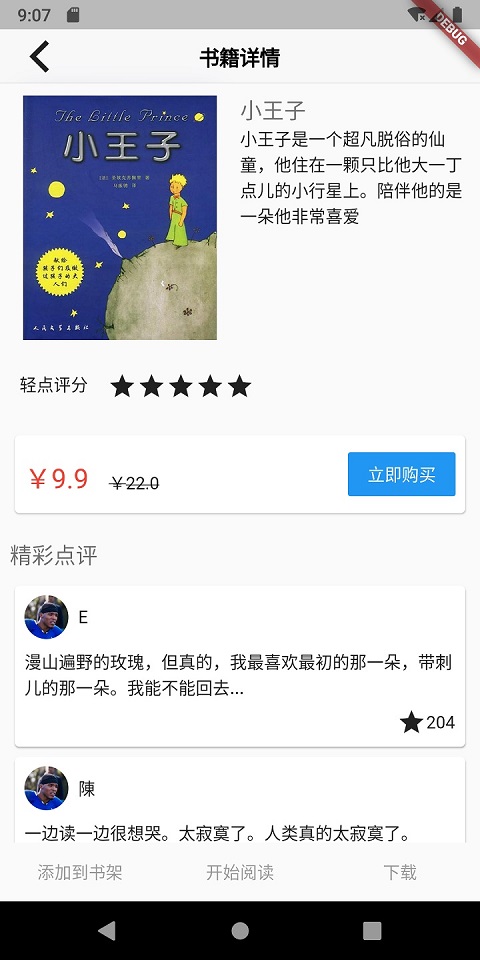 9:07
DEBUG
书籍详情
The Little Prince
小王子
小王子
小王子是一个超凡脱俗的仙
童，他住在一颗只比他大一丁
点儿的小行星上。陪伴他的是
一朵他非常喜爱
献给
孩子们及做
过孩子的大
人们
人民文学出版社
轻点评分
￥9.9
￥22.0
立即购买
精彩点评
E
漫山遍野的玫瑰，但真的，我最喜欢最初的那一朵，带刺
儿的那一朵。我能不能回去...
204
陳
一边读一边很想哭。太寂寞了。人类真的太寂寞了。
添加到书架
开始阅读
下载